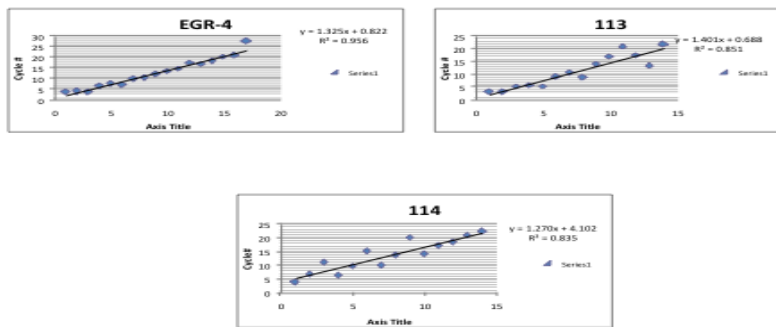 EGR-4
y = 1.325x + 0.822
R² = 0.956
30
25
20
15
10
5
0
Cycle #
Series1
0 5 10 15 20
Axis Title
113
y = 1.401x + 0.688
R² = 0.851
25
20
15
10
5
0
Cycle #
Series1
0 5 10 15
Axis Title
114
y = 1.270x + 4.102
R² = 0.835
25
20
15
10
5
0
Cycle#
Series1
0 5 10 15
Axis Title